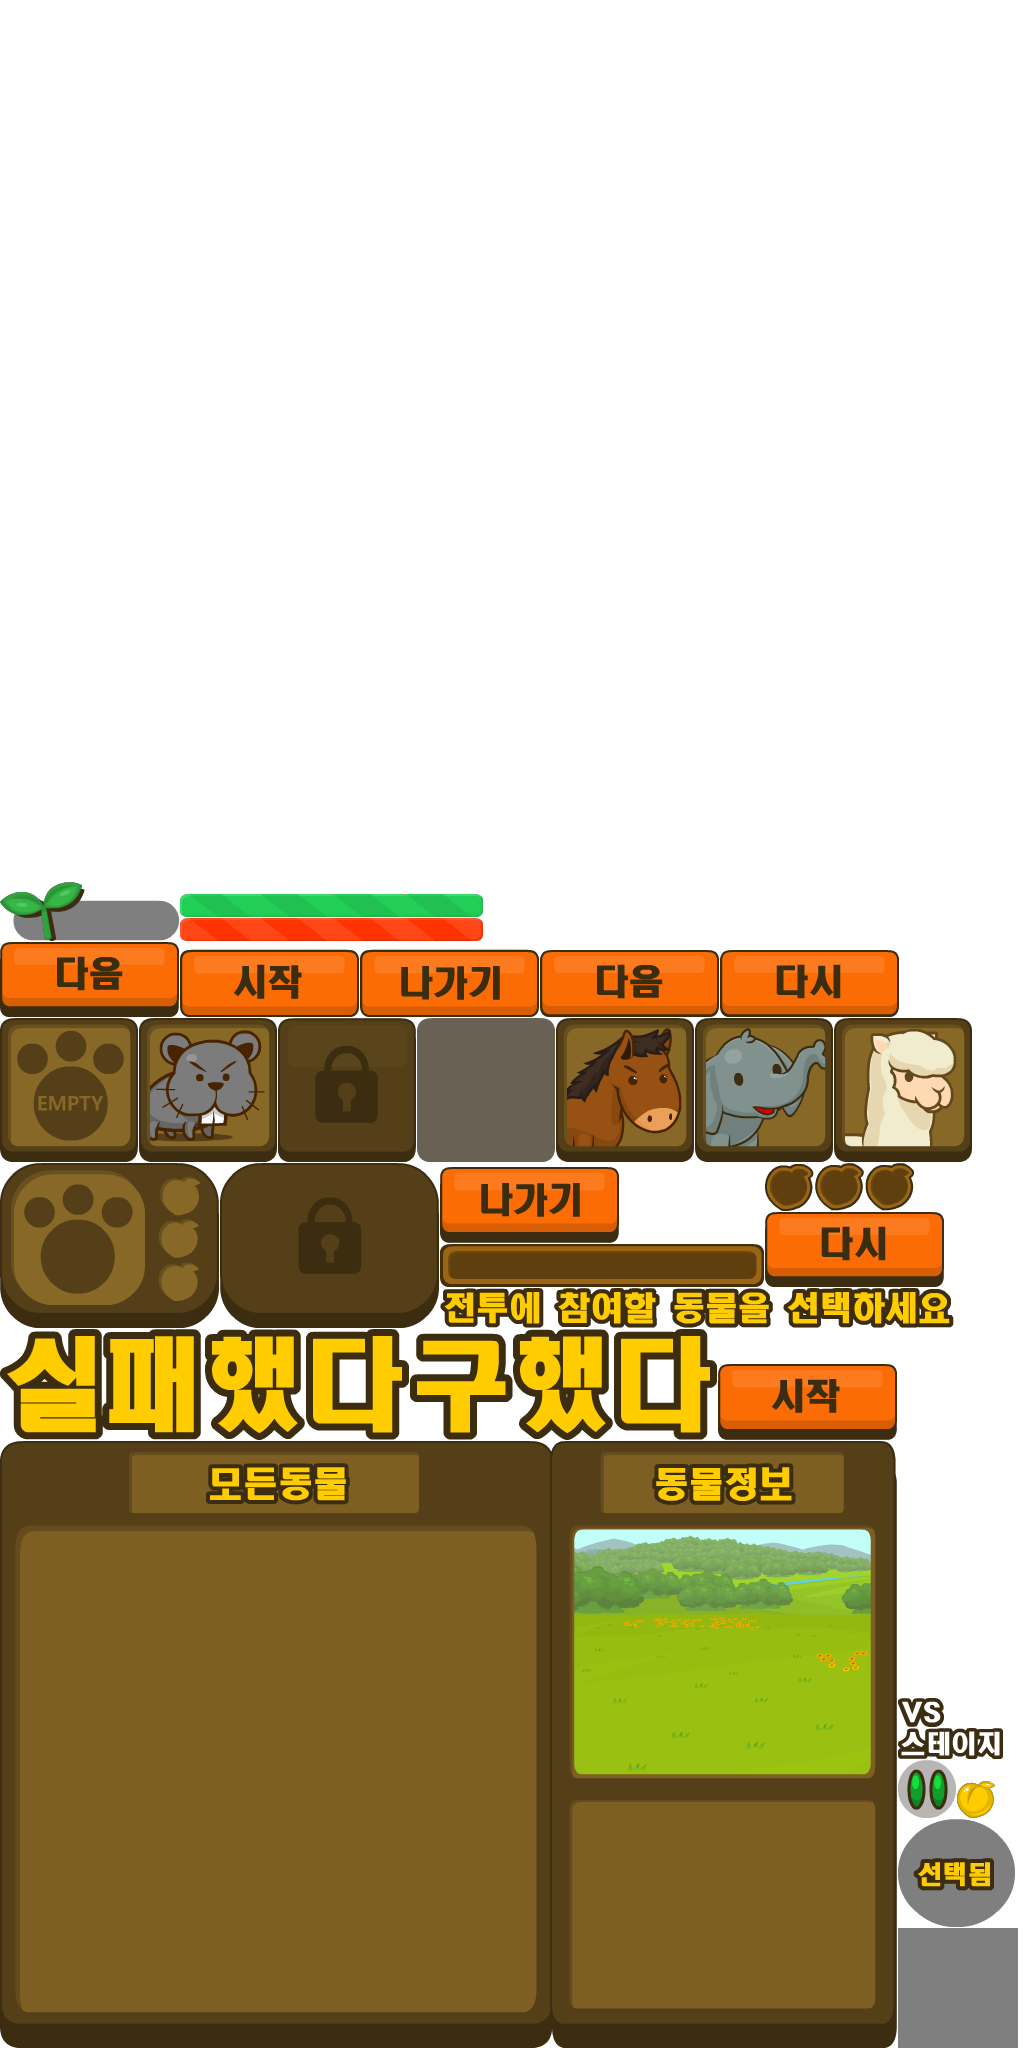 다음
시작
나가기
다음
다시
EMPTY
나가기
다시
전투에 참여할 동물을 선택하세요
실패했다구했다
시작
모든동물
동물정보
VS
스테이지
선택됨